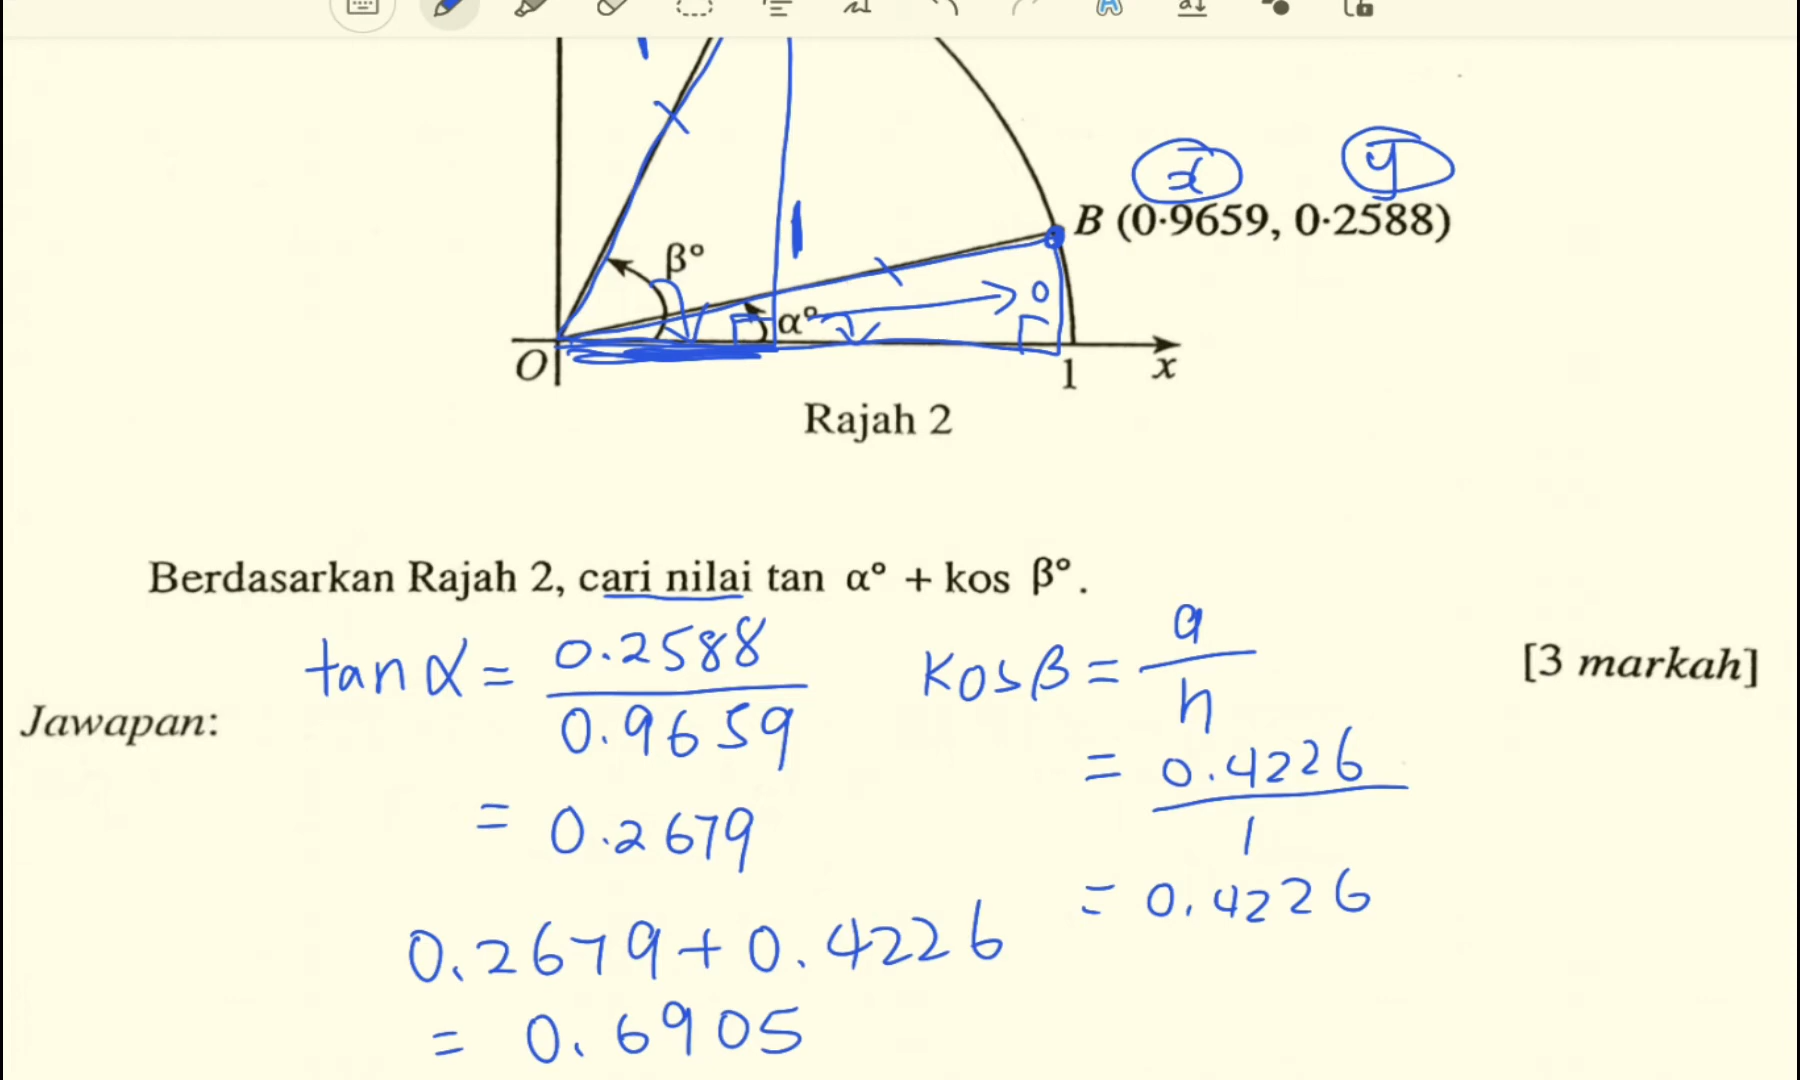 x y
B (0·9659, 0·2588)
β°
α° o
O 1 x
Rajah 2
Berdasarkan Rajah 2, cari nilai tan α° + kos β°.
[3 markah]
Jawapan:
tan α = 0.2588 / 0.9659
= 0.2679
kos β = a / h
= 0.4226 / 1
= 0.4226
0.2679 + 0.4226
= 0.6905